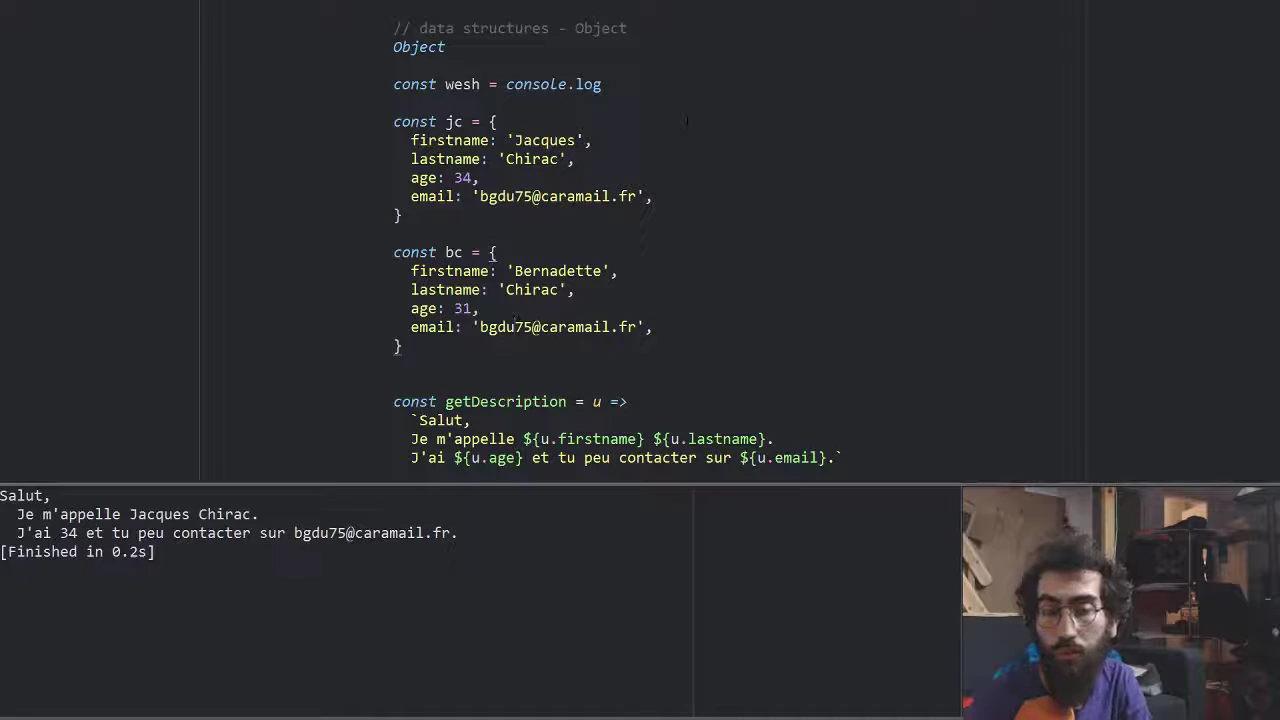 // data structures - Object
Object
const wesh = console.log
const jc = {
firstname: 'Jacques',
lastname: 'Chirac',
age: 34,
email: 'bgdu75@caramail.fr',
}
const bc = {
firstname: 'Bernadette',
lastname: 'Chirac',
age: 31,
email: 'bgdu75@caramail.fr',
}
const getDescription = u =>
`Salut,
Je m'appelle ${u.firstname} ${u.lastname}.
J'ai ${u.age} et tu peu contacter sur ${u.email}.`
Salut,
Je m'appelle Jacques Chirac.
J'ai 34 et tu peu contacter sur bgdu75@caramail.fr.
[Finished in 0.2s]